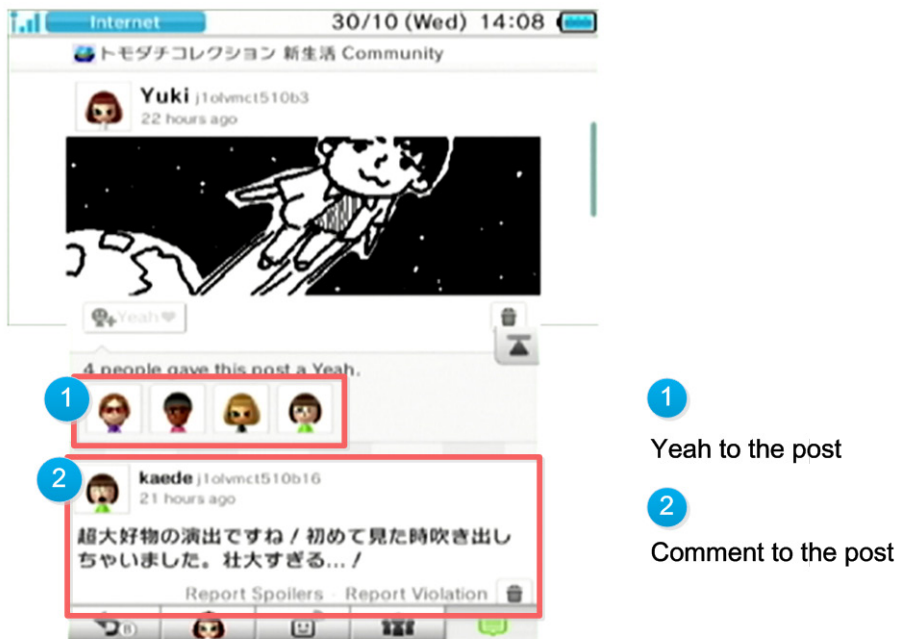 Internet 30/10 (Wed) 14:08
トモダチコレクション 新生活 Community
Yuki j1olvmct510b3
22 hours ago
Yeah♥
4 people gave this post a Yeah.
1
2
kaede j1olvmct510b16
21 hours ago
超大好物の演出ですね！初めて見た時吹き出し
ちゃいました。壮大すぎる...！
Report Spoilers · Report Violation
B
1
Yeah to the post
2
Comment to the post